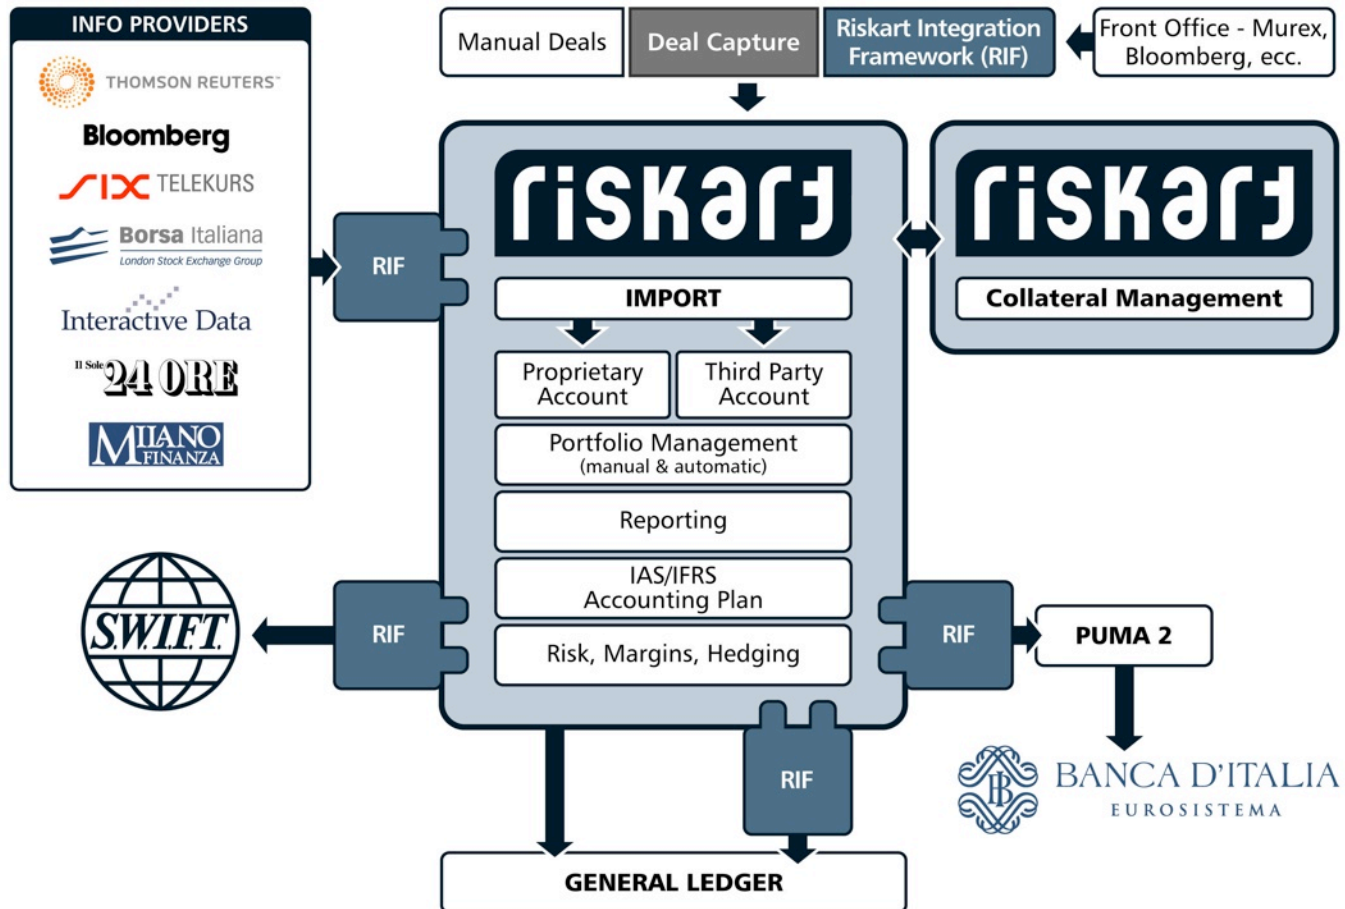 INFO PROVIDERS
THOMSON REUTERS™
Bloomberg
SIX TELEKURS
Borsa Italiana
London Stock Exchange Group
Interactive Data
Il Sole 24 ORE
MILANO
FINANZA
Manual Deals
Deal Capture
Riskart Integration
Framework (RIF)
Front Office - Murex,
Bloomberg, ecc.
riskart
riskart
RIF
IMPORT
Collateral Management
Proprietary
Account
Third Party
Account
Portfolio Management
(manual & automatic)
Reporting
IAS/IFRS
Accounting Plan
Risk, Margins, Hedging
S.W.I.F.T.
RIF
RIF
PUMA 2
RIF
BANCA D'ITALIA
EUROSISTEMA
GENERAL LEDGER